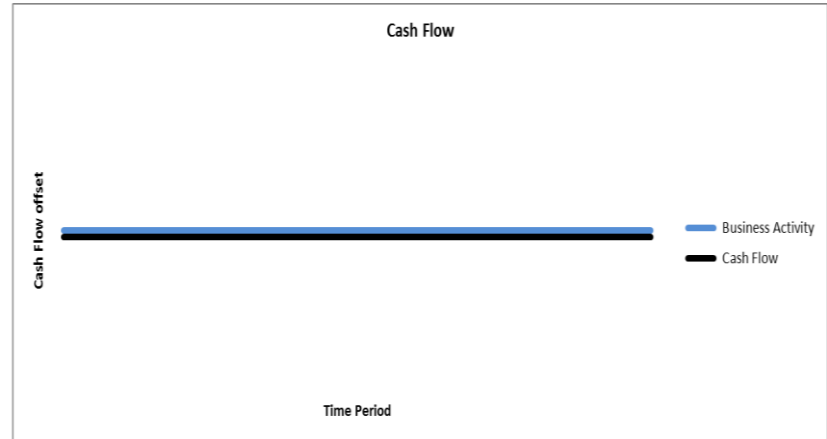 Cash Flow
Cash Flow offset
Business Activity
Cash Flow
Time Period